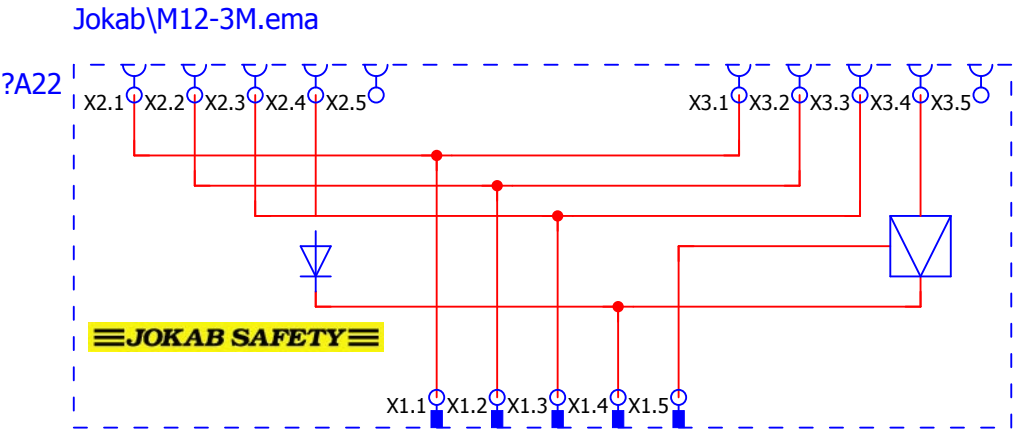 Jokab\M12-3M.ema
?A22
X2.1 X2.2 X2.3 X2.4 X2.5 X3.1 X3.2 X3.3 X3.4 X3.5
JOKAB SAFETY
X1.1 X1.2 X1.3 X1.4 X1.5